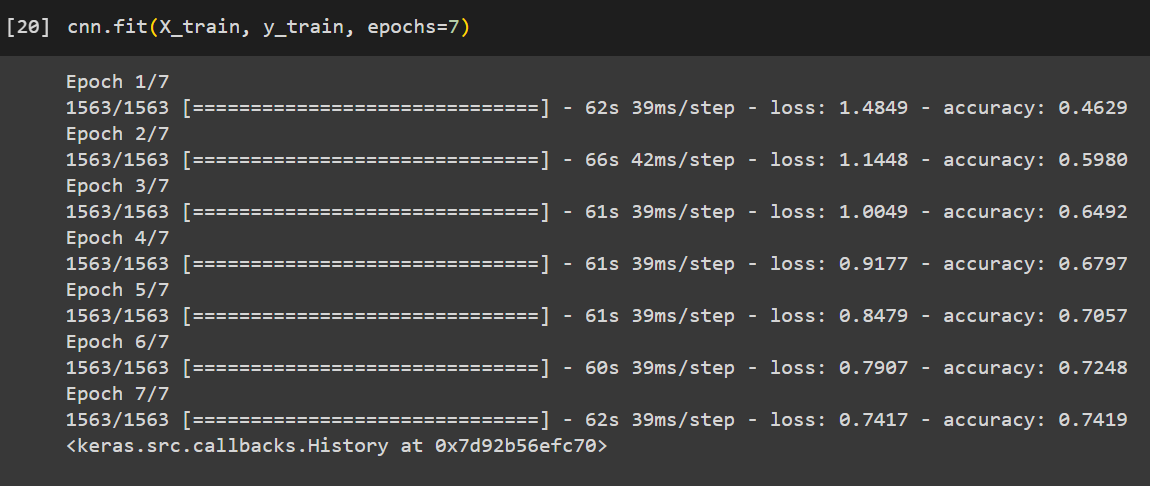 [20] cnn.fit(X_train, y_train, epochs=7)
Epoch 1/7
1563/1563 [==============================] - 62s 39ms/step - loss: 1.4849 - accuracy: 0.4629
Epoch 2/7
1563/1563 [==============================] - 66s 42ms/step - loss: 1.1448 - accuracy: 0.5980
Epoch 3/7
1563/1563 [==============================] - 61s 39ms/step - loss: 1.0049 - accuracy: 0.6492
Epoch 4/7
1563/1563 [==============================] - 61s 39ms/step - loss: 0.9177 - accuracy: 0.6797
Epoch 5/7
1563/1563 [==============================] - 61s 39ms/step - loss: 0.8479 - accuracy: 0.7057
Epoch 6/7
1563/1563 [==============================] - 60s 39ms/step - loss: 0.7907 - accuracy: 0.7248
Epoch 7/7
1563/1563 [==============================] - 62s 39ms/step - loss: 0.7417 - accuracy: 0.7419
<keras.src.callbacks.History at 0x7d92b56efc70>